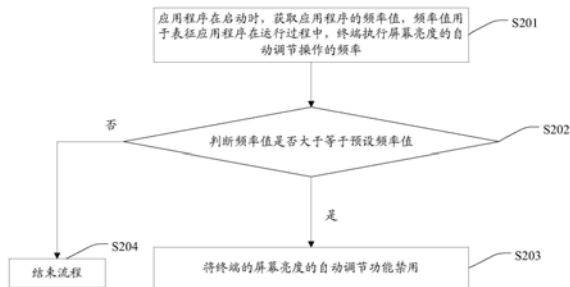 应用程序在启动时，获取应用程序的频率值，频率值用
于表征应用程序在运行过程中，终端执行屏幕亮度的自
动调节操作的频率
S201
否
判断频率值是否大于等于预设频率值
S202
是
S204
结束流程
将终端的屏幕亮度的自动调节功能禁用
S203